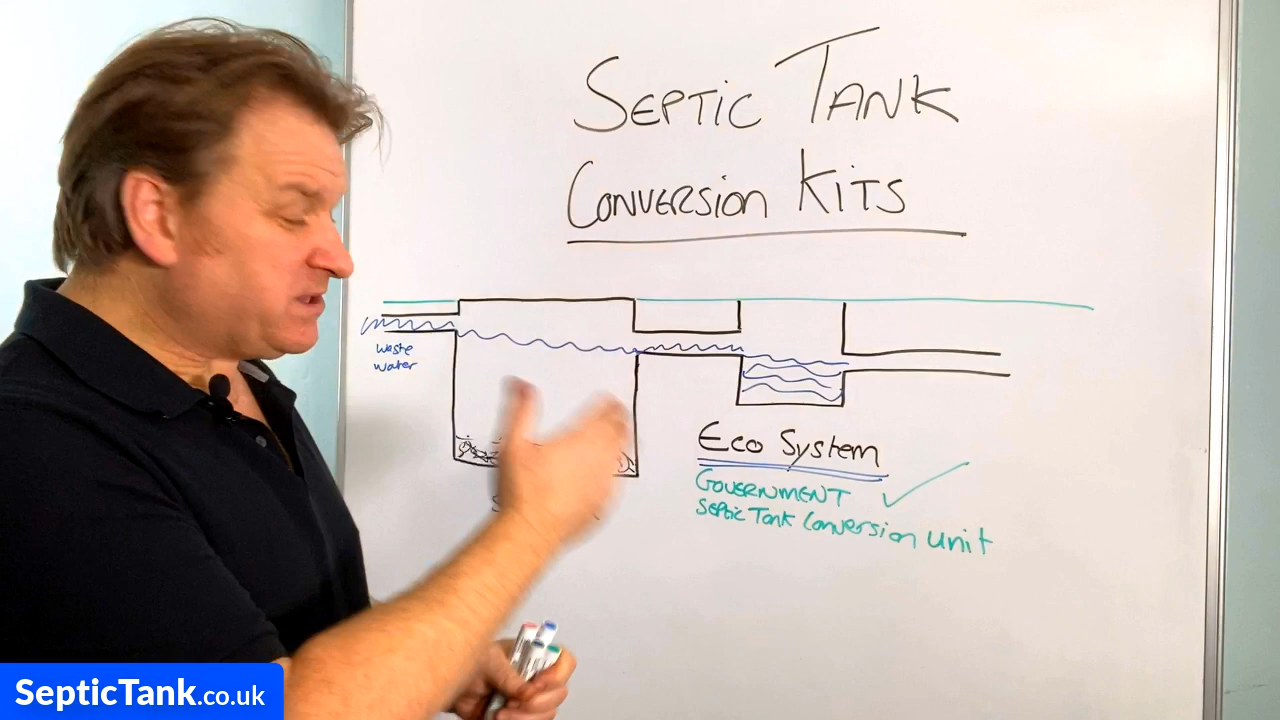 SEPTIC TANK
CONVERSION KITS
waste
water
Eco System
GOVERNMENT
SEPTIC TANK CONVERSION UNIT
SepticTank.co.uk